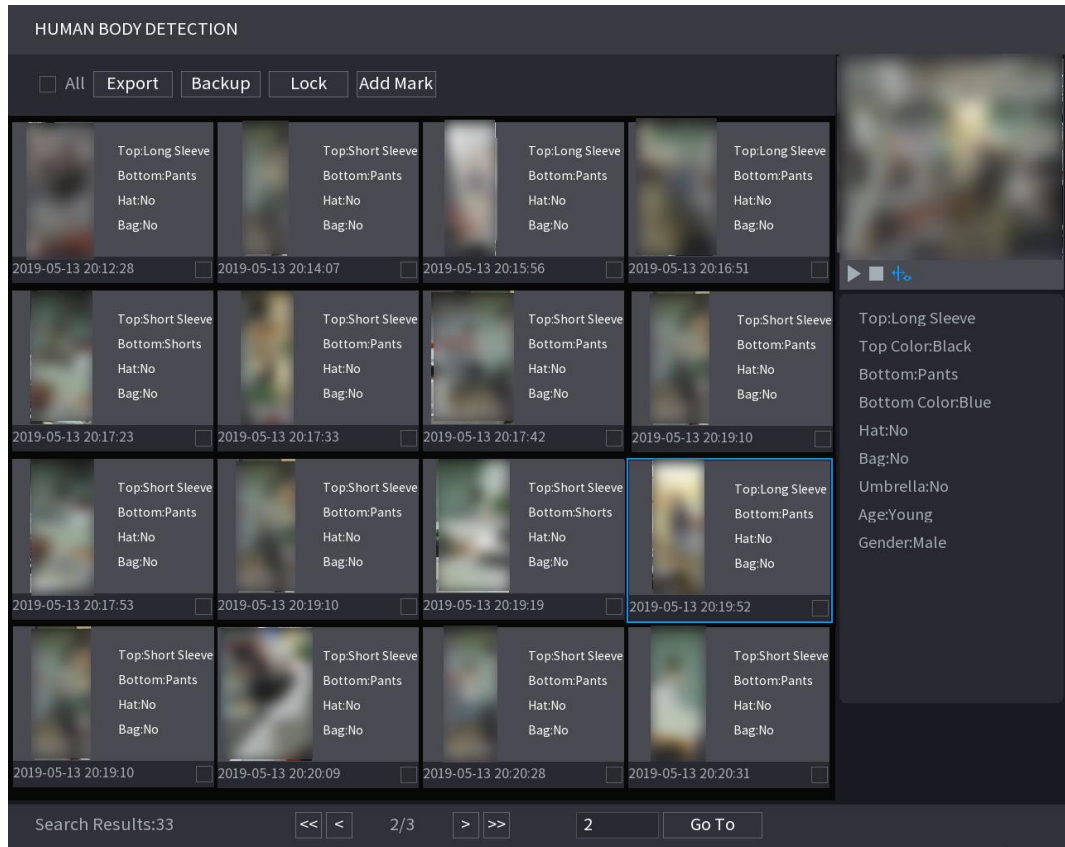 HUMAN BODY DETECTION
All Export Backup Lock Add Mark
Top:Long Sleeve
Bottom:Pants
Hat:No
Bag:No
2019-05-13 20:12:28
Top:Short Sleeve
Bottom:Pants
Hat:No
Bag:No
2019-05-13 20:14:07
Top:Long Sleeve
Bottom:Pants
Hat:No
Bag:No
2019-05-13 20:15:56
Top:Long Sleeve
Bottom:Pants
Hat:No
Bag:No
2019-05-13 20:16:51
Top:Short Sleeve
Bottom:Shorts
Hat:No
Bag:No
2019-05-13 20:17:23
Top:Short Sleeve
Bottom:Pants
Hat:No
Bag:No
2019-05-13 20:17:33
Top:Short Sleeve
Bottom:Pants
Hat:No
Bag:No
2019-05-13 20:17:42
Top:Short Sleeve
Bottom:Pants
Hat:No
Bag:No
2019-05-13 20:19:10
Top:Short Sleeve
Bottom:Pants
Hat:No
Bag:No
2019-05-13 20:17:53
Top:Short Sleeve
Bottom:Pants
Hat:No
Bag:No
2019-05-13 20:19:10
Top:Short Sleeve
Bottom:Shorts
Hat:No
Bag:No
2019-05-13 20:19:19
Top:Long Sleeve
Bottom:Pants
Hat:No
Bag:No
2019-05-13 20:19:52
Top:Short Sleeve
Bottom:Pants
Hat:No
Bag:No
2019-05-13 20:19:10
Top:Short Sleeve
Bottom:Pants
Hat:No
Bag:No
2019-05-13 20:20:09
Top:Short Sleeve
Bottom:Pants
Hat:No
Bag:No
2019-05-13 20:20:28
Top:Short Sleeve
Bottom:Pants
Hat:No
Bag:No
2019-05-13 20:20:31
Top:Long Sleeve
Top Color:Black
Bottom:Pants
Bottom Color:Blue
Hat:No
Bag:No
Umbrella:No
Age:Young
Gender:Male
Search Results:33 << < 2/3 > >> 2 Go To